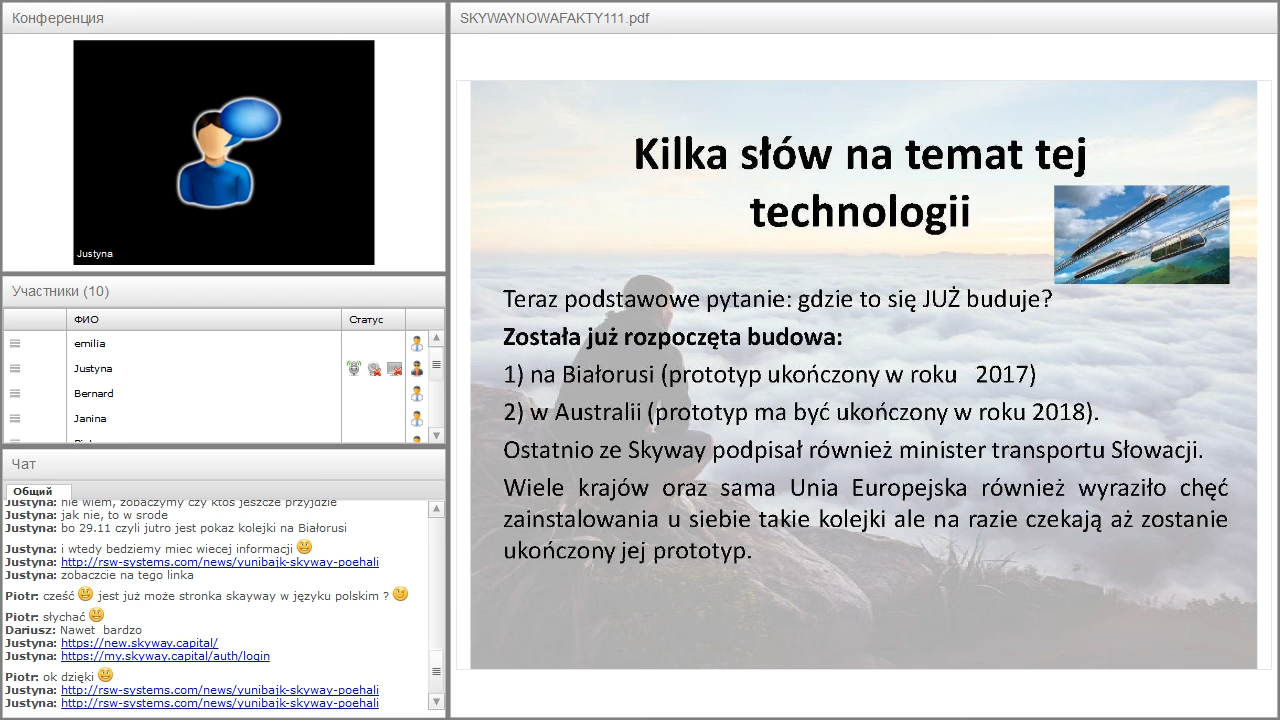 Конференция
Justyna
Участники (10)
ФИО
Статус
emilia
Justyna
Bernard
Janina
Чат
Общий
Justyna: nie wiem, zobaczymy czy ktos jeszcze przyjdzie
Justyna: jak nie, to w srode
Justyna: bo 29.11 czyli jutro jest pokaz kolejki na Białorusi
Justyna: i wtedy bedziemy miec wiecej informacji
Justyna: http://rsw-systems.com/news/yunibajk-skyway-poehali
Justyna: zobaczcie na tego linka
Piotr: cześć jest już może stronka skayway w języku polskim ?
Piotr: słychać
Dariusz: Nawet bardzo
Justyna: https://new.skyway.capital/
Justyna: https://my.skyway.capital/auth/login
Piotr: ok dzięki
Justyna: http://rsw-systems.com/news/yunibajk-skyway-poehali
Justyna: http://rsw-systems.com/news/yunibajk-skyway-poehali
SKYWAYNOWAFAKTY111.pdf
Kilka słów na temat tej
technologii
Teraz podstawowe pytanie: gdzie to się JUŻ buduje?
Została już rozpoczęta budowa:
1) na Białorusi (prototyp ukończony w roku 2017)
2) w Australii (prototyp ma być ukończony w roku 2018).
Ostatnio ze Skyway podpisał również minister transportu Słowacji.
Wiele krajów oraz sama Unia Europejska również wyraziło chęć
zainstalowania u siebie takie kolejki ale na razie czekają aż zostanie
ukończony jej prototyp.